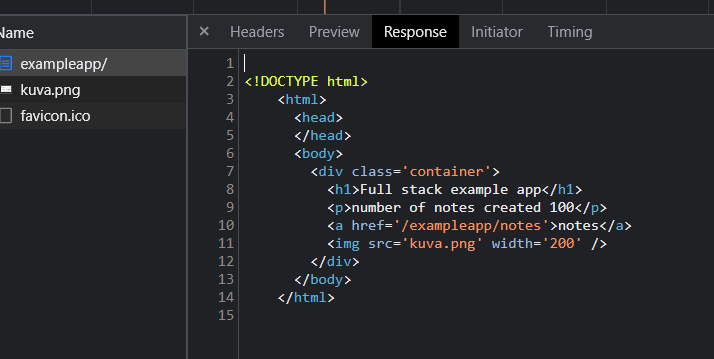 Name
× Headers Preview Response Initiator Timing
exampleapp/
kuva.png
favicon.ico
1
2 <!DOCTYPE html>
3     <html>
4       <head>
5       </head>
6       <body>
7         <div class='container'>
8           <h1>Full stack example app</h1>
9           <p>number of notes created 100</p>
10           <a href='/exampleapp/notes'>notes</a>
11           <img src='kuva.png' width='200' />
12         </div>
13       </body>
14     </html>
15